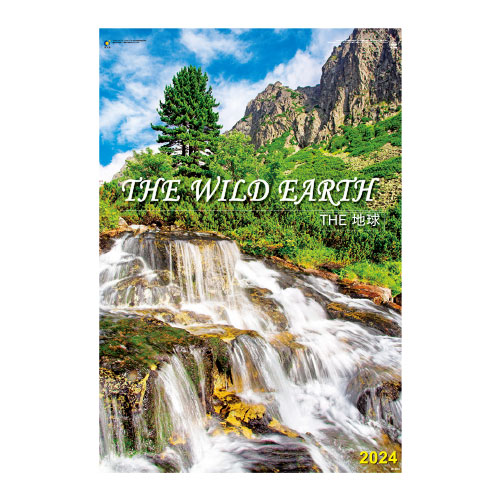 THE WILD EARTH
THE 地球
2024